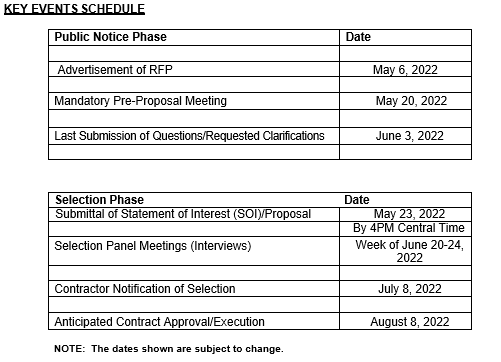 KEY EVENTS SCHEDULE
Public Notice Phase Date
Advertisement of RFP May 6, 2022
Mandatory Pre-Proposal Meeting May 20, 2022
Last Submission of Questions/Requested Clarifications June 3, 2022
Selection Phase Date
Submittal of Statement of Interest (SOI)/Proposal May 23, 2022
By 4PM Central Time
Selection Panel Meetings (Interviews) Week of June 20-24,
2022
Contractor Notification of Selection July 8, 2022
Anticipated Contract Approval/Execution August 8, 2022
NOTE: The dates shown are subject to change.